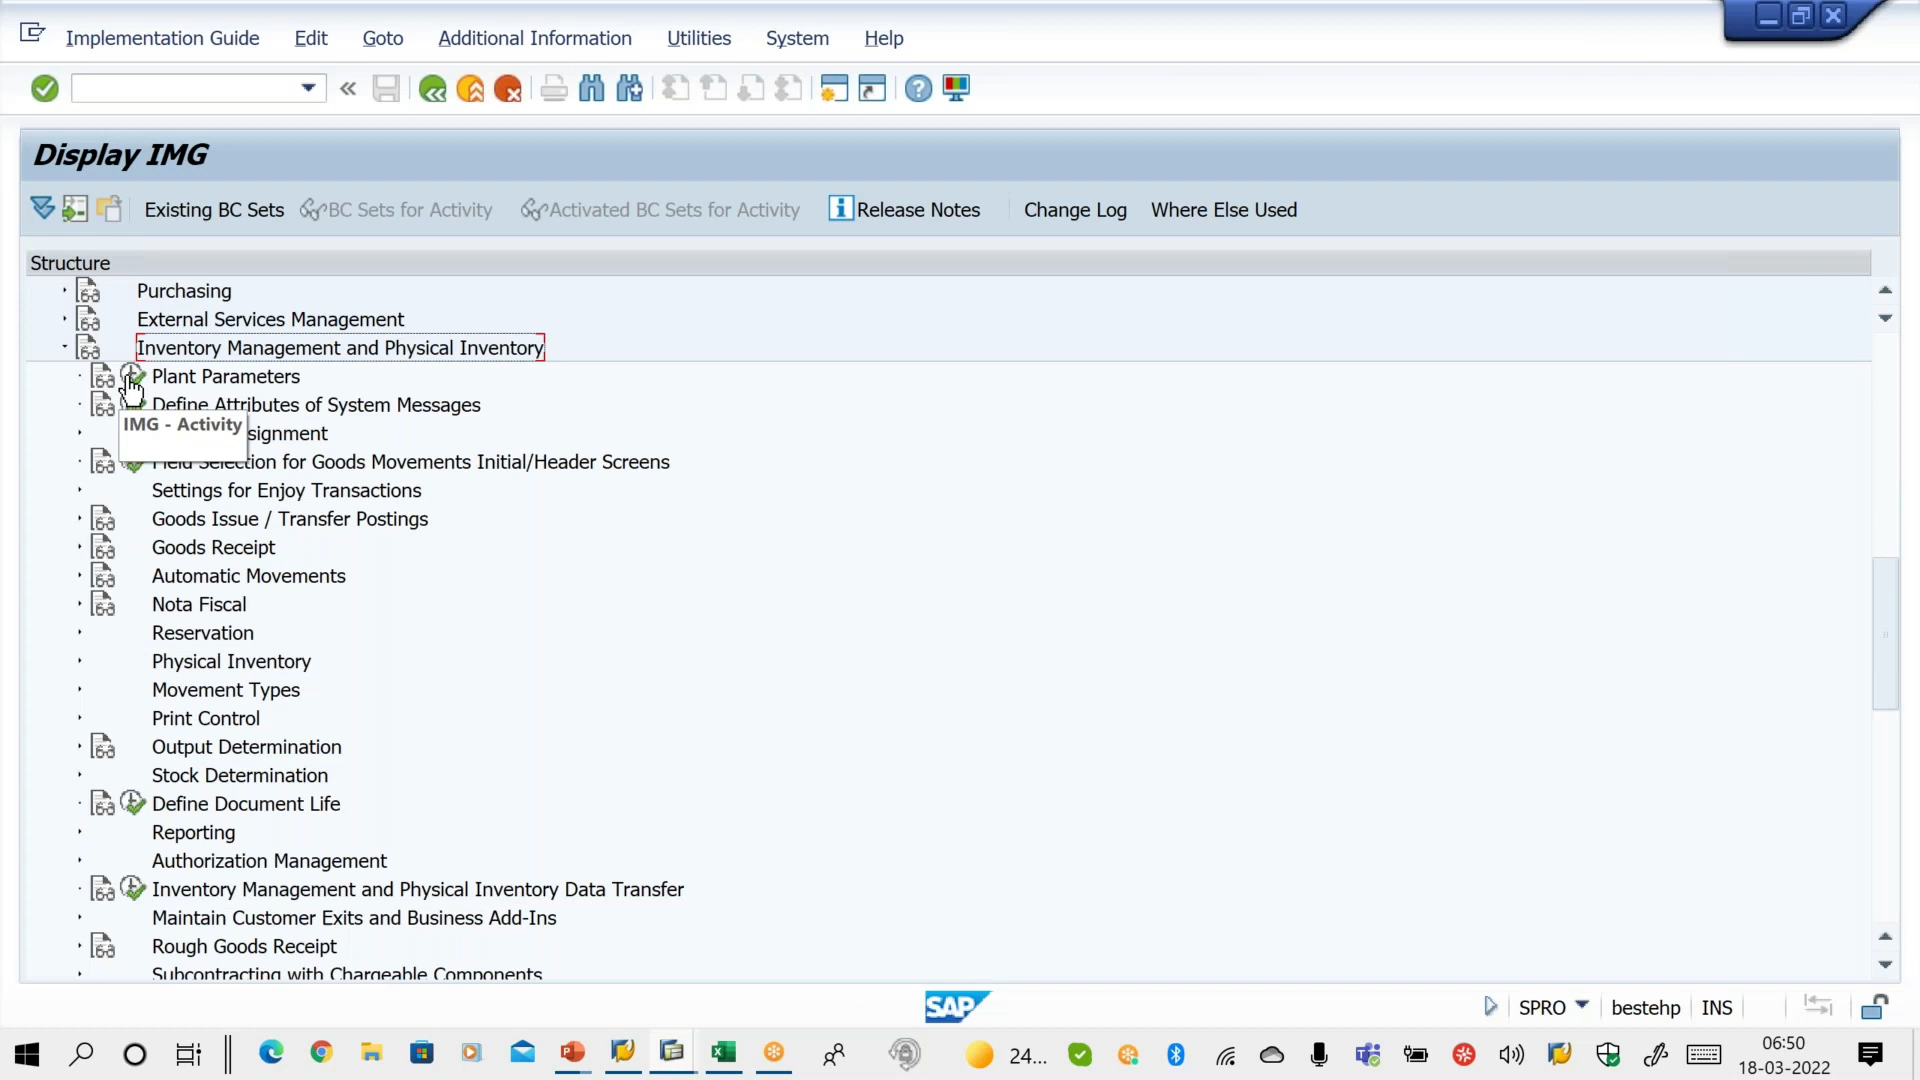 Implementation Guide Edit Goto Additional Information Utilities System Help
Display IMG
Existing BC Sets BC Sets for Activity Activated BC Sets for Activity Release Notes Change Log Where Else Used
Structure
Purchasing
External Services Management
Inventory Management and Physical Inventory
Plant Parameters
Define Attributes of System Messages
IMG - Activity
signment
Field Selection for Goods Movements Initial/Header Screens
Settings for Enjoy Transactions
Goods Issue / Transfer Postings
Goods Receipt
Automatic Movements
Nota Fiscal
Reservation
Physical Inventory
Movement Types
Print Control
Output Determination
Stock Determination
Define Document Life
Reporting
Authorization Management
Inventory Management and Physical Inventory Data Transfer
Maintain Customer Exits and Business Add-Ins
Rough Goods Receipt
Subcontracting with Chargeable Components
SAP SPRO bestehp INS
24...
06:50
18-03-2022